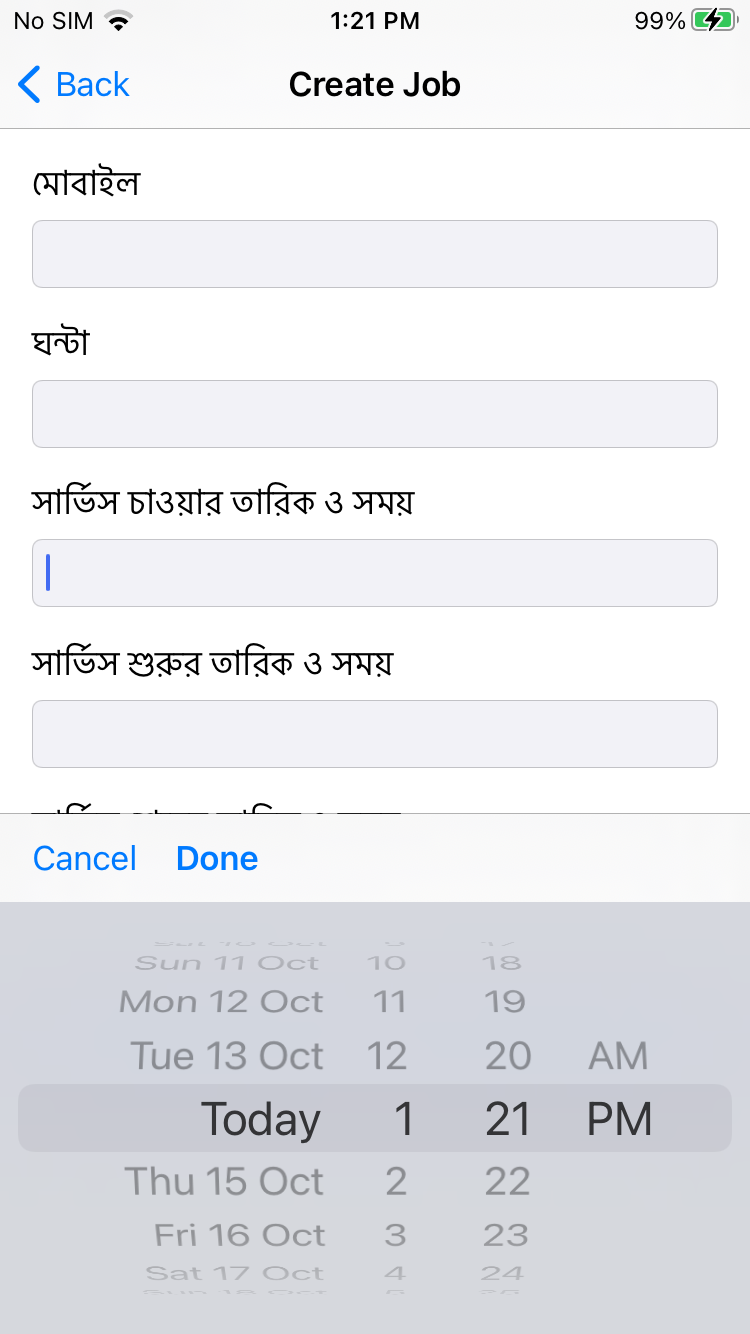 No SIM 1:21 PM 99%
Back Create Job
মোবাইল
ঘন্টা
সার্ভিস চাওয়ার তারিক ও সময়
সার্ভিস শুরুর তারিক ও সময়
Cancel Done
Sun 11 Oct 10 18
Mon 12 Oct 11 19
Tue 13 Oct 12 20 AM
Today 1 21 PM
Thu 15 Oct 2 22
Fri 16 Oct 3 23
Sat 17 Oct 4 24